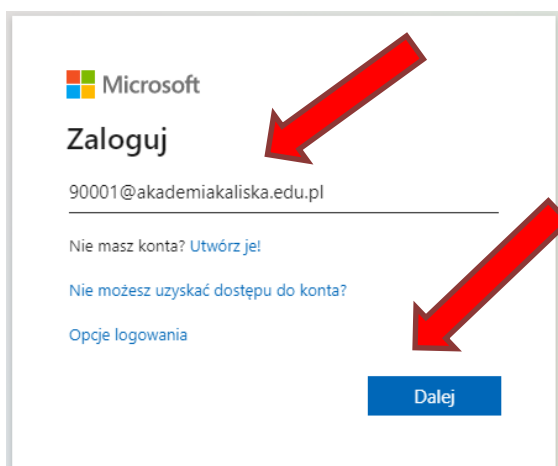 Microsoft
Zaloguj
90001@akademiakaliska.edu.pl
Nie masz konta? Utwórz je!
Nie możesz uzyskać dostępu do konta?
Opcje logowania
Dalej